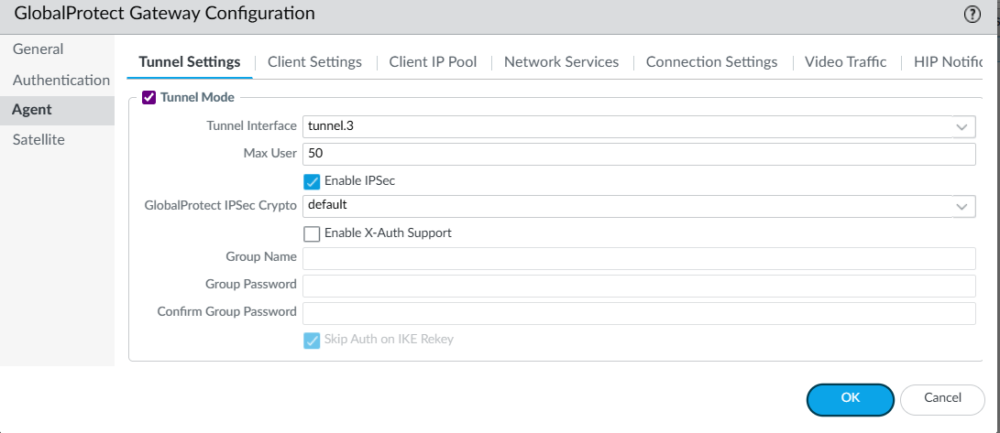 GlobalProtect Gateway Configuration
General
Authentication
Agent
Satellite
Tunnel Settings
Client Settings
Client IP Pool
Network Services
Connection Settings
Video Traffic
HIP Notific
Tunnel Mode
Tunnel Interface tunnel.3
Max User 50
Enable IPSec
GlobalProtect IPSec Crypto default
Enable X-Auth Support
Group Name
Group Password
Confirm Group Password
Skip Auth on IKE Rekey
OK
Cancel